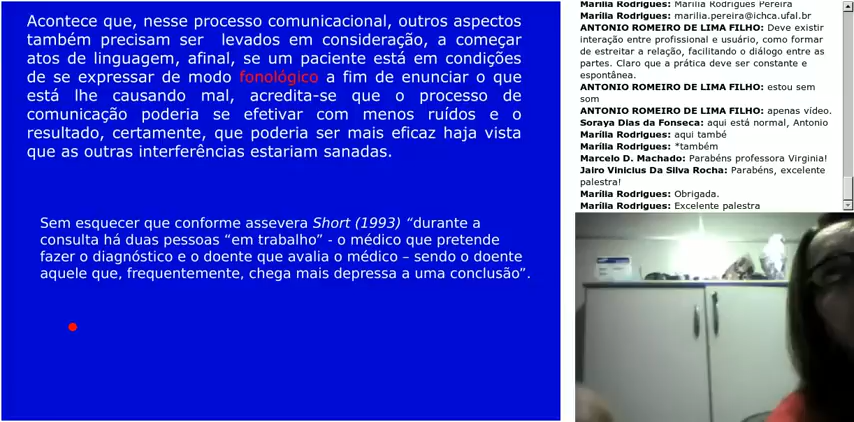 Acontece que, nesse processo comunicacional, outros aspectos
também precisam ser levados em consideração, a começar
atos de linguagem, afinal, se um paciente está em condições
de se expressar de modo fonológico a fim de enunciar o que
está lhe causando mal, acredita-se que o processo de
comunicação poderia se efetivar com menos ruídos e o
resultado, certamente, que poderia ser mais eficaz haja vista
que as outras interferências estariam sanadas.
Sem esquecer que conforme assevera Short (1993) “durante a
consulta há duas pessoas “em trabalho” - o médico que pretende
fazer o diagnóstico e o doente que avalia o médico – sendo o doente
aquele que, frequentemente, chega mais depressa a uma conclusão”.
Marília Rodrigues: Marília Rodrigues Pereira
Marília Rodrigues: marilia.pereira@ichca.ufal.br
ANTONIO ROMEIRO DE LIMA FILHO: Deve existir
interação entre profissional e usuário, como formar
de estreitar a relação, facilitando o diálogo entre as
partes. Claro que a prática deve ser constante e
espontânea.
ANTONIO ROMEIRO DE LIMA FILHO: estou sem
som
ANTONIO ROMEIRO DE LIMA FILHO: apenas vídeo.
Soraya Dias da Fonseca: aqui está normal, Antonio
Marília Rodrigues: aqui també
Marília Rodrigues: *também
Marcelo D. Machado: Parabéns professora Virginia!
Jairo Vinicius Da Silva Rocha: Parabéns, excelente
palestra!
Marília Rodrigues: Obrigada.
Marília Rodrigues: Excelente palestra